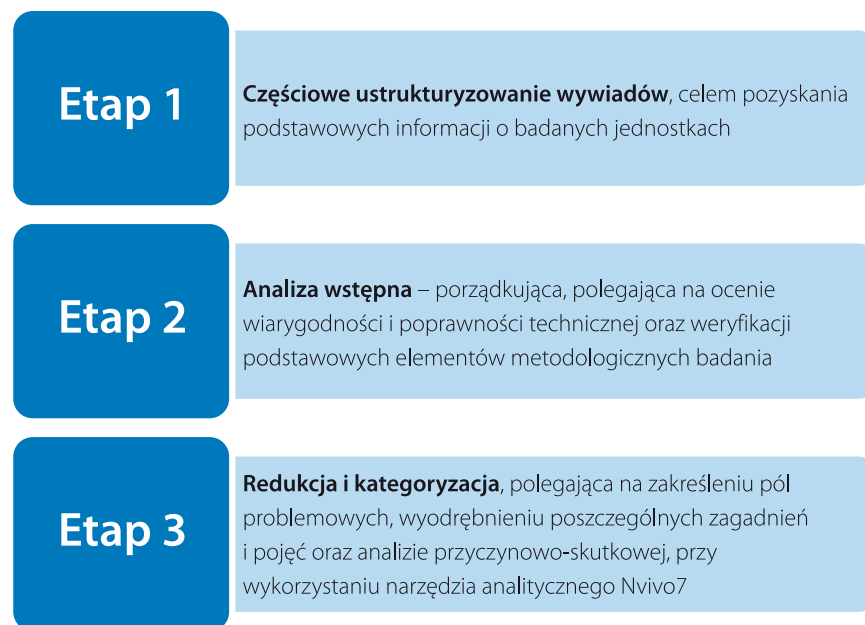 Etap 1
Częściowe ustrukturyzowanie wywiadów, celem pozyskania
podstawowych informacji o badanych jednostkach
Etap 2
Analiza wstępna – porządkująca, polegająca na ocenie
wiarygodności i poprawności technicznej oraz weryfikacji
podstawowych elementów metodologicznych badania
Etap 3
Redukcja i kategoryzacja, polegająca na zakreśleniu pól
problemowych, wyodrębnieniu poszczególnych zagadnień
i pojęć oraz analizie przyczynowo-skutkowej, przy
wykorzystaniu narzędzia analitycznego Nvivo7